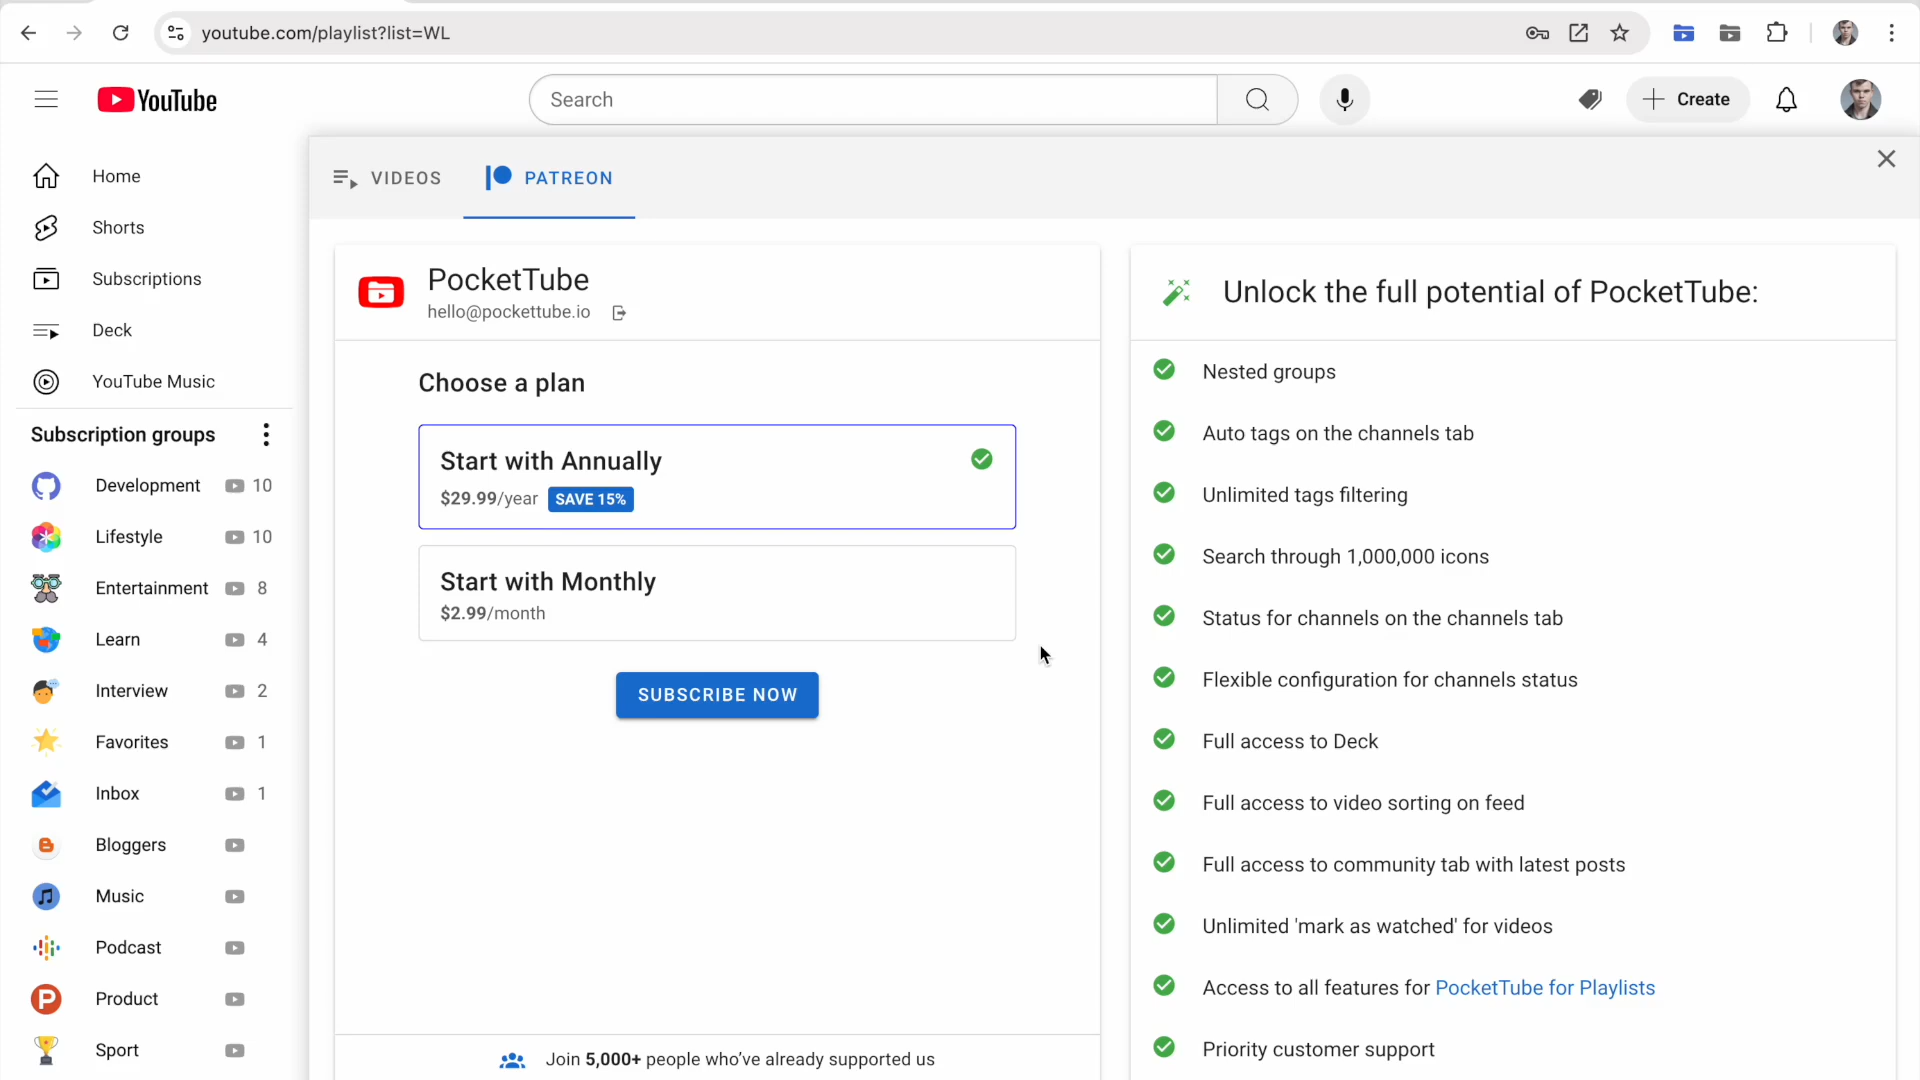 youtube.com/playlist?list=WL
YouTube
Search
Create
Home
Shorts
Subscriptions
Deck
YouTube Music
Subscription groups
Development 10
Lifestyle 10
Entertainment 8
Learn 4
Interview 2
Favorites 1
Inbox 1
Bloggers
Music
Podcast
Product
Sport
VIDEOS
PATREON
PocketTube
hello@pockettube.io
Choose a plan
Start with Annually
$29.99/year SAVE 15%
Start with Monthly
$2.99/month
SUBSCRIBE NOW
Join 5,000+ people who’ve already supported us
Unlock the full potential of PocketTube:
Nested groups
Auto tags on the channels tab
Unlimited tags filtering
Search through 1,000,000 icons
Status for channels on the channels tab
Flexible configuration for channels status
Full access to Deck
Full access to video sorting on feed
Full access to community tab with latest posts
Unlimited 'mark as watched' for videos
Access to all features for PocketTube for Playlists
Priority customer support